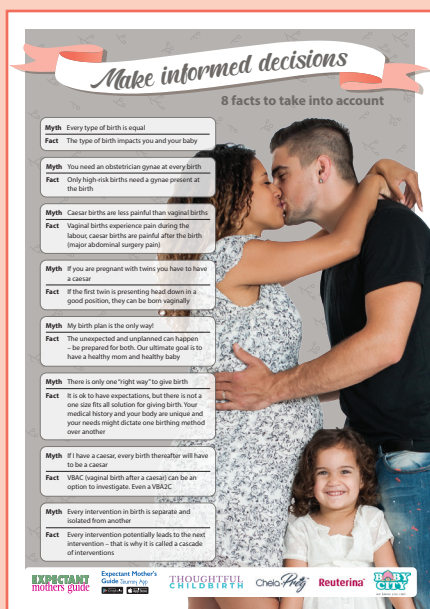 Make informed decisions
8 facts to take into account
Myth Every type of birth is equal
Fact The type of birth impacts you and your baby
Myth You need an obstetrician gynae at every birth
Fact Only high-risk births need a gynae present at
the birth
Myth Caesar births are less painful than vaginal births
Fact Vaginal births experience pain during the
labour, caesar births are painful after the birth
(major abdominal surgery pain)
Myth If you are pregnant with twins you have to have
a caesar
Fact If the first twin is presenting head down in a
good position, they can be born vaginally
Myth My birth plan is the only way!
Fact The unexpected and unplanned can happen
– be prepared for both. Our ultimate goal is to
have a healthy mom and healthy baby
Myth There is only one “right way” to give birth
Fact It is ok to have expectations, but there is not a
one size fits all solution for giving birth. Your
medical history and your body are unique and
your needs might dictate one birthing method
over another
Myth If I have a caesar, every birth thereafter will have
to be a caesar
Fact VBAC (vaginal birth after a caesar) can be an
option to investigate. Even a VBA2C
Myth Every intervention in birth is separate and
isolated from another
Fact Every intervention potentially leads to the next
intervention – that is why it is called a cascade
of interventions
EXPECTANT
mothers guide
Expectant Mother's
Guide Journey App
THOUGHTFUL
CHILDBIRTH
Chela-Preg
Reuterina
BABY
CITY